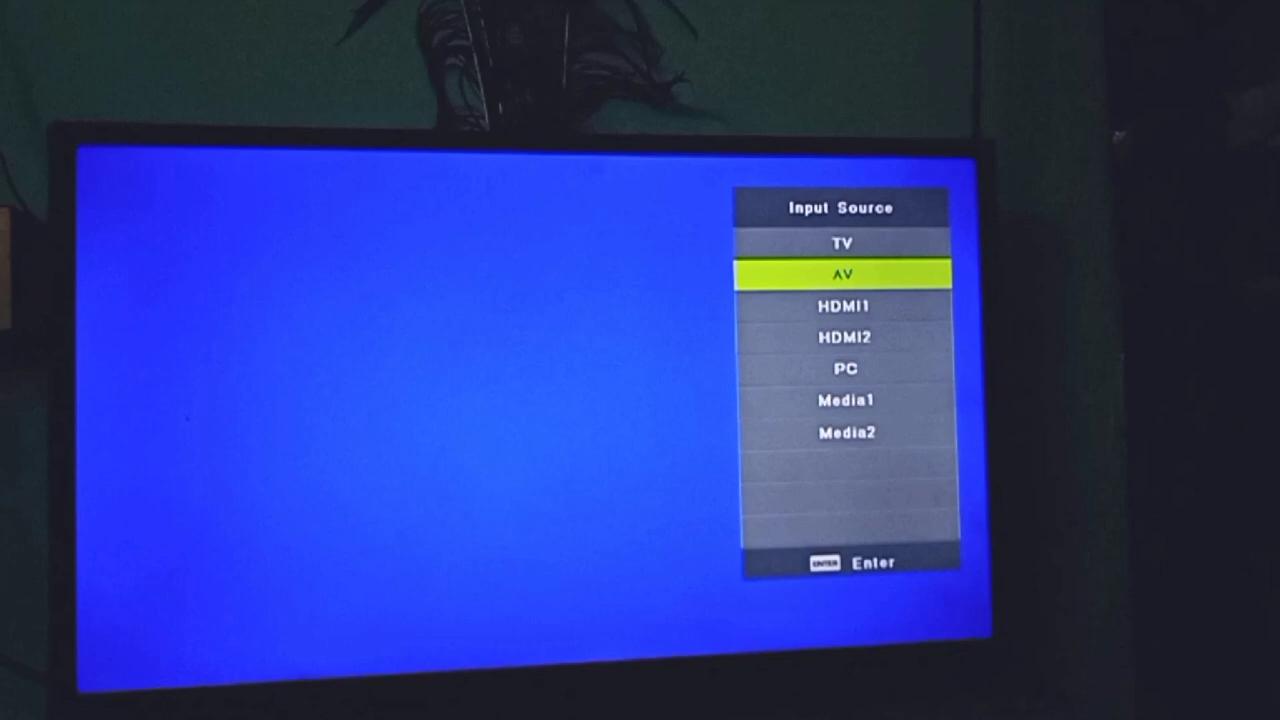 Input Source
TV
AV
HDMI1
HDMI2
PC
Media1
Media2
ENTER Enter